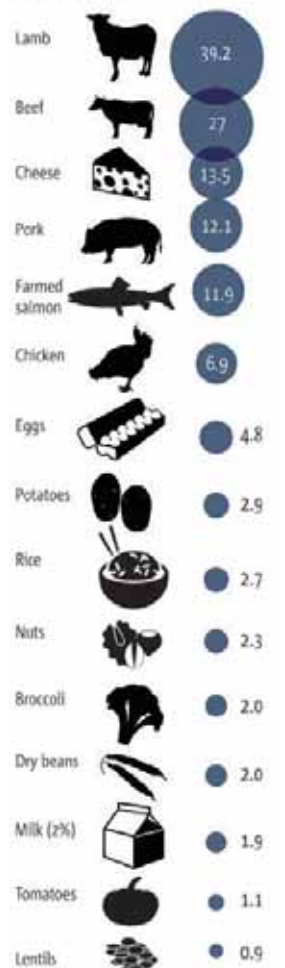 Lamb
39.2
Beef
27
Cheese
13.5
Pork
12.1
Farmed
salmon
11.9
Chicken
6.9
Eggs
4.8
Potatoes
2.9
Rice
2.7
Nuts
2.3
Broccoli
2.0
Dry beans
2.0
Milk (2%)
1.9
Tomatoes
1.1
Lentils
0.9